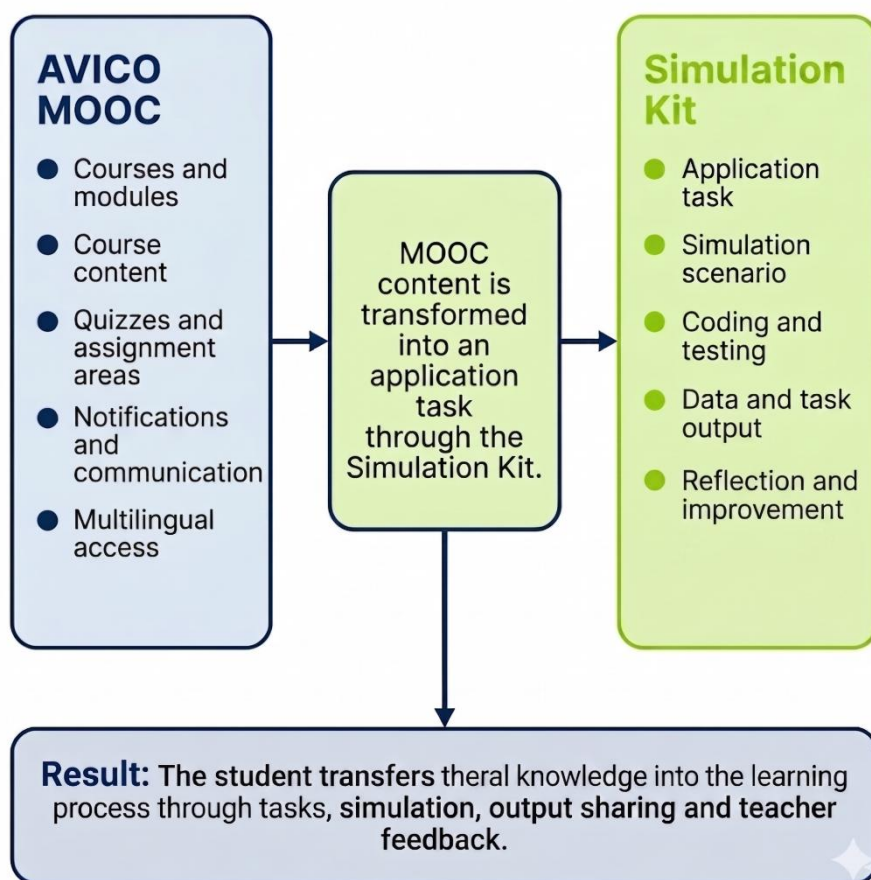 AVICO
MOOC
Courses and
modules
Course
content
Quizzes and
assignment
areas
Notifications
and
communication
Multilingual
access
MOOC
content is
transformed
into an
application
task
through the
Simulation Kit.
Simulation
Kit
Application
task
Simulation
scenario
Coding and
testing
Data and task
output
Reflection and
improvement
Result: The student transfers theral knowledge into the learning
process through tasks, simulation, output sharing and teacher
feedback.